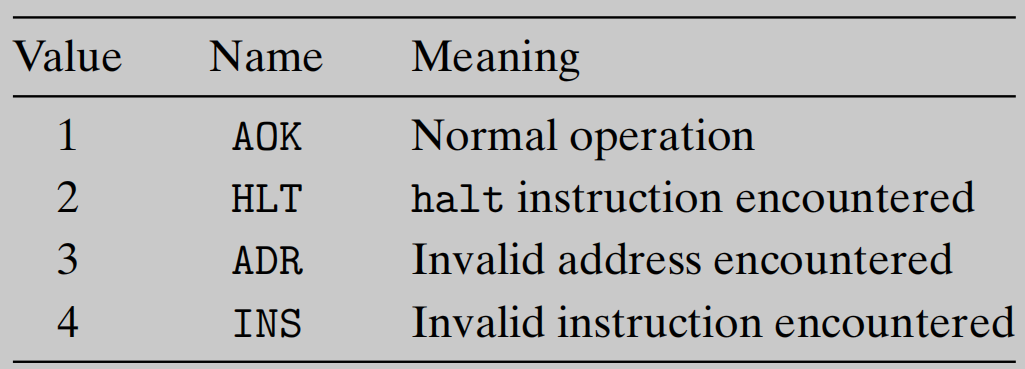 Value Name Meaning
1 AOK Normal operation
2 HLT halt instruction encountered
3 ADR Invalid address encountered
4 INS Invalid instruction encountered